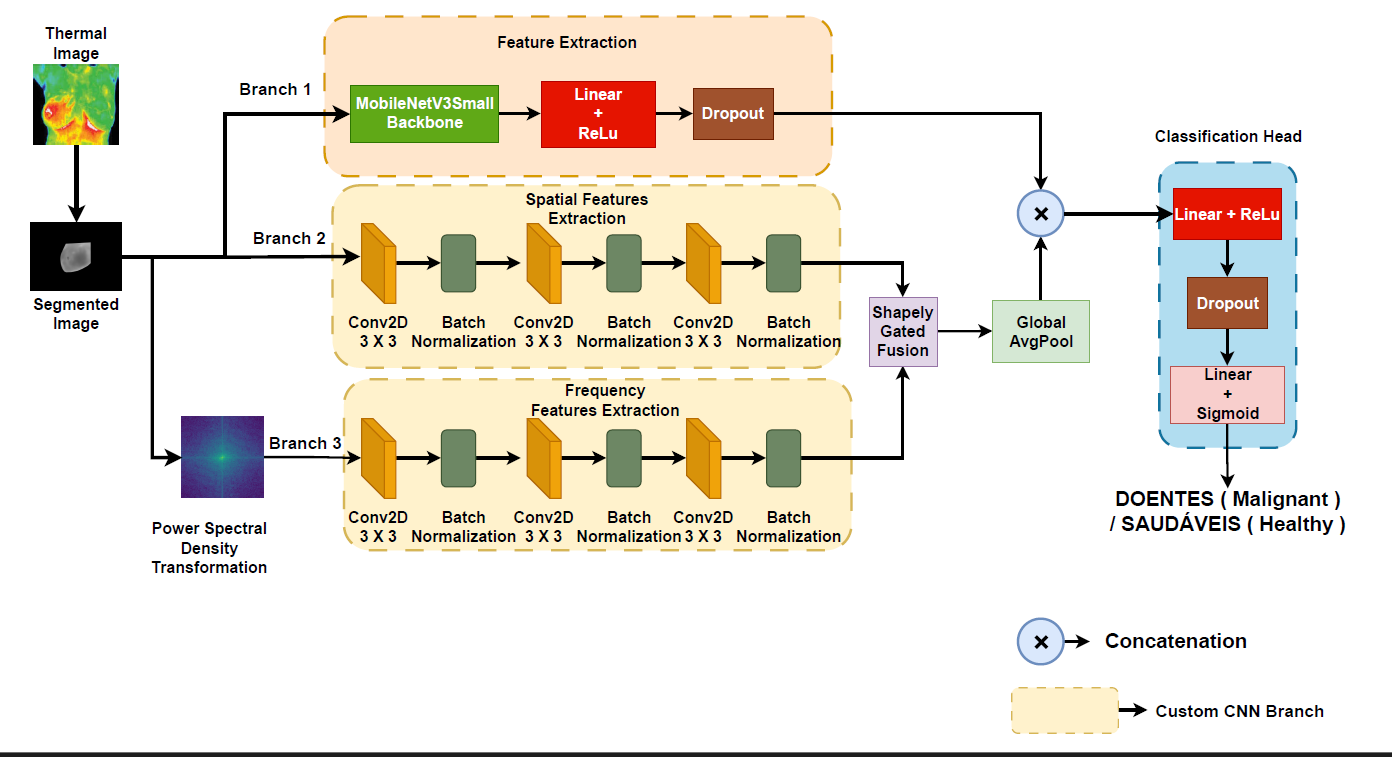 Thermal
Image
Segmented
Image
Power Spectral
Density
Transformation
Branch 1
Branch 2
Branch 3
Feature Extraction
MobileNetV3Small
Backbone
Linear
+
ReLu
Dropout
Spatial Features
Extraction
Conv2D
3 X 3
Batch
Normalization
Conv2D
3 X 3
Batch
Normalization
Conv2D
3 X 3
Batch
Normalization
Frequency
Features Extraction
Conv2D
3 X 3
Batch
Normalization
Conv2D
3 X 3
Batch
Normalization
Conv2D
3 X 3
Batch
Normalization
Shapely
Gated
Fusion
Global
AvgPool
Classification Head
Linear + ReLu
Dropout
Linear
+
Sigmoid
DOENTES ( Malignant )
/ SAUDÁVEIS ( Healthy )
Concatenation
Custom CNN Branch